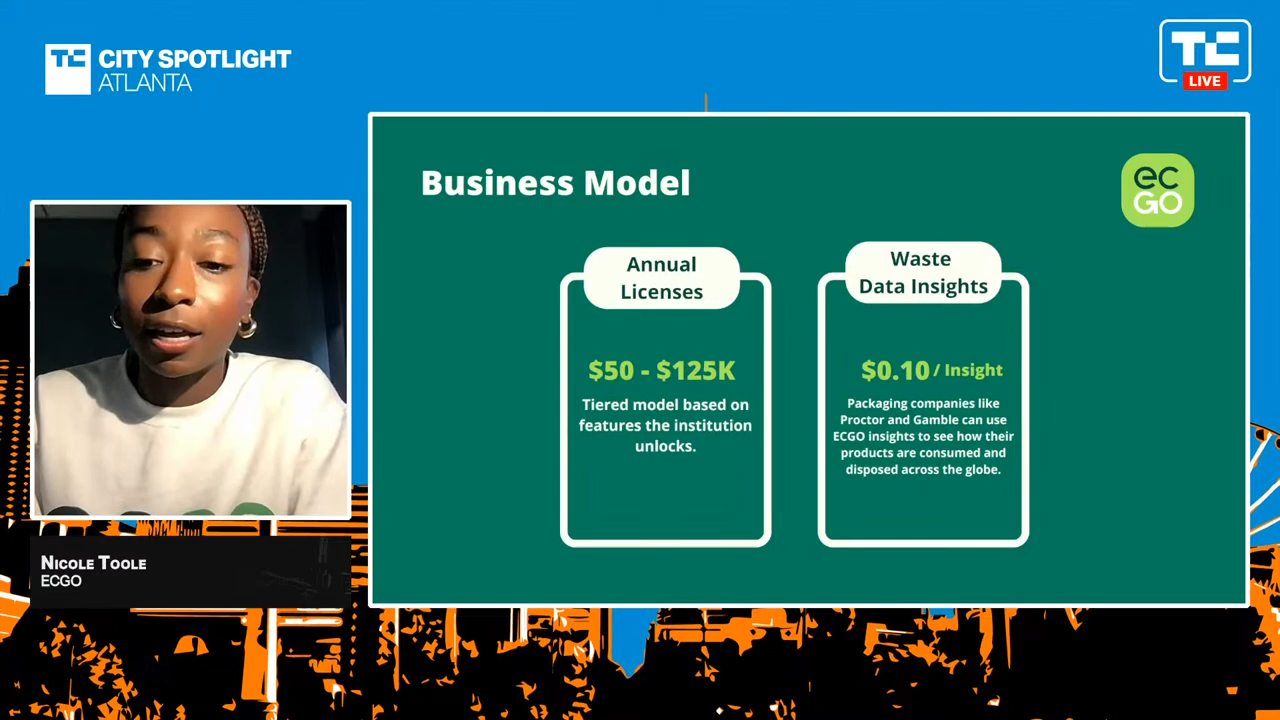 TC CITY SPOTLIGHT
ATLANTA
TC
LIVE
Business Model
ec
GO
Annual
Licenses
$50 - $125K
Tiered model based on
features the institution
unlocks.
Waste
Data Insights
$0.10 / Insight
Packaging companies like
Proctor and Gamble can use
ECGO insights to see how their
products are consumed and
disposed across the globe.
Nicole Toole
ECGO